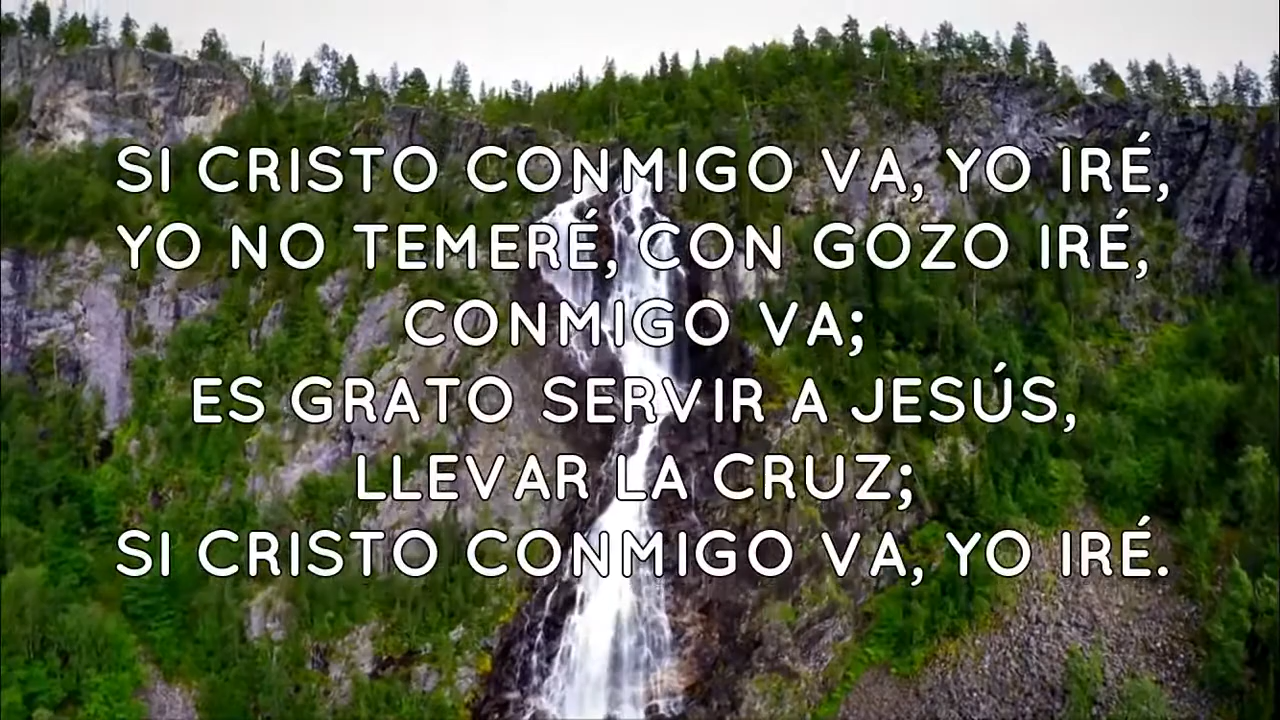 SI CRISTO CONMIGO VA, YO IRÉ,
YO NO TEMERÉ, CON GOZO IRÉ,
CONMIGO VA;
ES GRATO SERVIR A JESÚS,
LLEVAR LA CRUZ;
SI CRISTO CONMIGO VA, YO IRÉ.